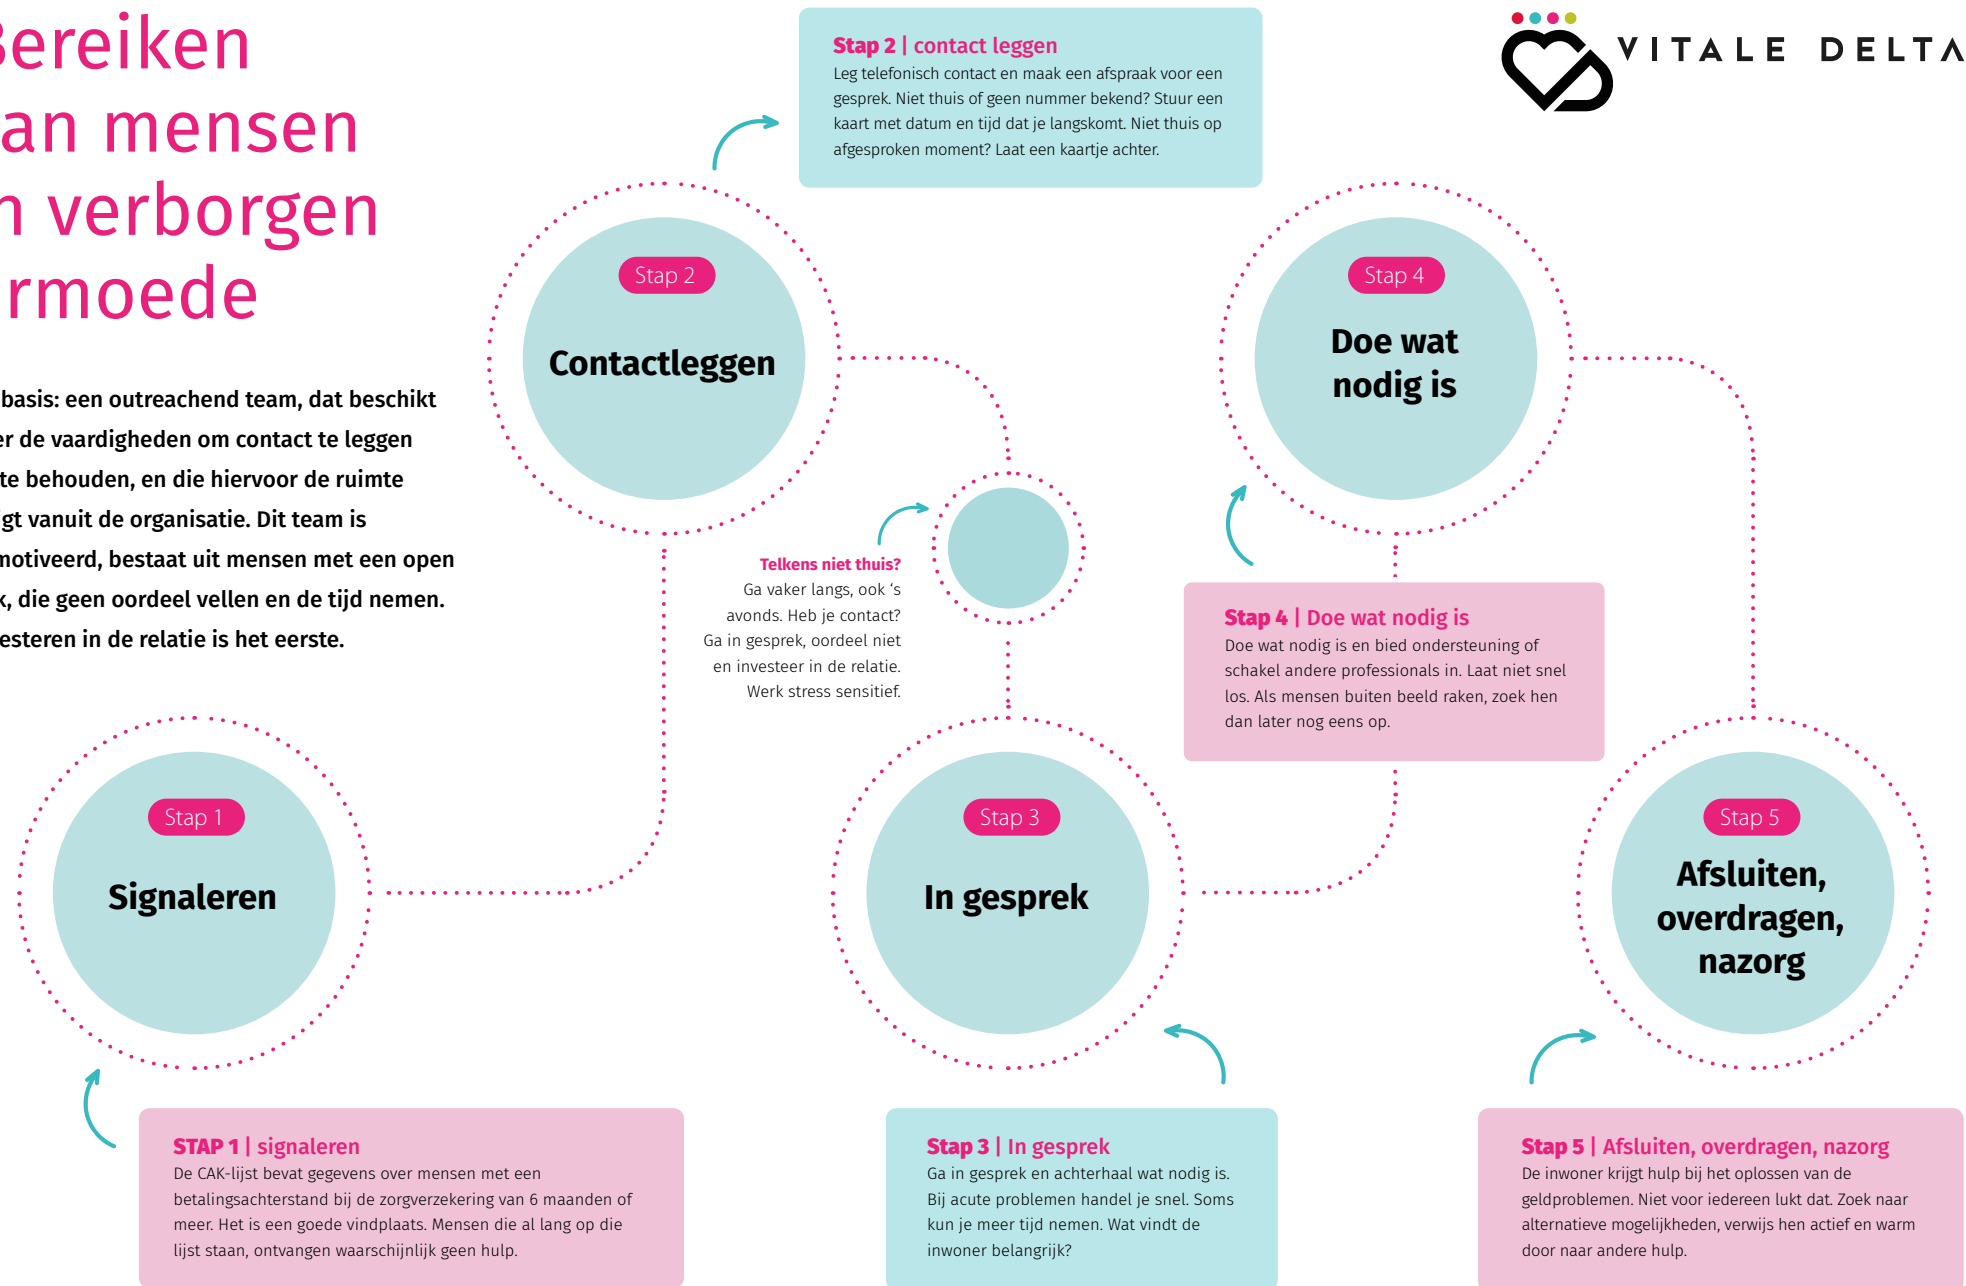 Bereiken
an mensen
n verborgen
rmoede
basis: een outreachend team, dat beschikt
er de vaardigheden om contact te leggen
te behouden, en die hiervoor de ruimte
gt vanuit de organisatie. Dit team is
motiveerd, bestaat uit mensen met een open
k, die geen oordeel vellen en de tijd nemen.
esteren in de relatie is het eerste.
Stap 2 | contact leggen
Leg telefonisch contact en maak een afspraak voor een
gesprek. Niet thuis of geen nummer bekend? Stuur een
kaart met datum en tijd dat je langskomt. Niet thuis op
afgesproken moment? Laat een kaartje achter.
VITALE DELTA
Stap 2
Contactleggen
Stap 4
Doe wat
nodig is
Telkens niet thuis?
Ga vaker langs, ook ‘s
avonds. Heb je contact?
Ga in gesprek, oordeel niet
en investeer in de relatie.
Werk stress sensitief.
Stap 4 | Doe wat nodig is
Doe wat nodig is en bied ondersteuning of
schakel andere professionals in. Laat niet snel
los. Als mensen buiten beeld raken, zoek hen
dan later nog eens op.
Stap 1
Signaleren
Stap 3
In gesprek
Stap 5
Afsluiten,
overdragen,
nazorg
STAP 1 | signaleren
De CAK-lijst bevat gegevens over mensen met een
betalingsachterstand bij de zorgverzekering van 6 maanden of
meer. Het is een goede vindplaats. Mensen die al lang op die
lijst staan, ontvangen waarschijnlijk geen hulp.
Stap 3 | In gesprek
Ga in gesprek en achterhaal wat nodig is.
Bij acute problemen handel je snel. Soms
kun je meer tijd nemen. Wat vindt de
inwoner belangrijk?
Stap 5 | Afsluiten, overdragen, nazorg
De inwoner krijgt hulp bij het oplossen van de
geldproblemen. Niet voor iedereen lukt dat. Zoek naar
alternatieve mogelijkheden, verwijs hen actief en warm
door naar andere hulp.